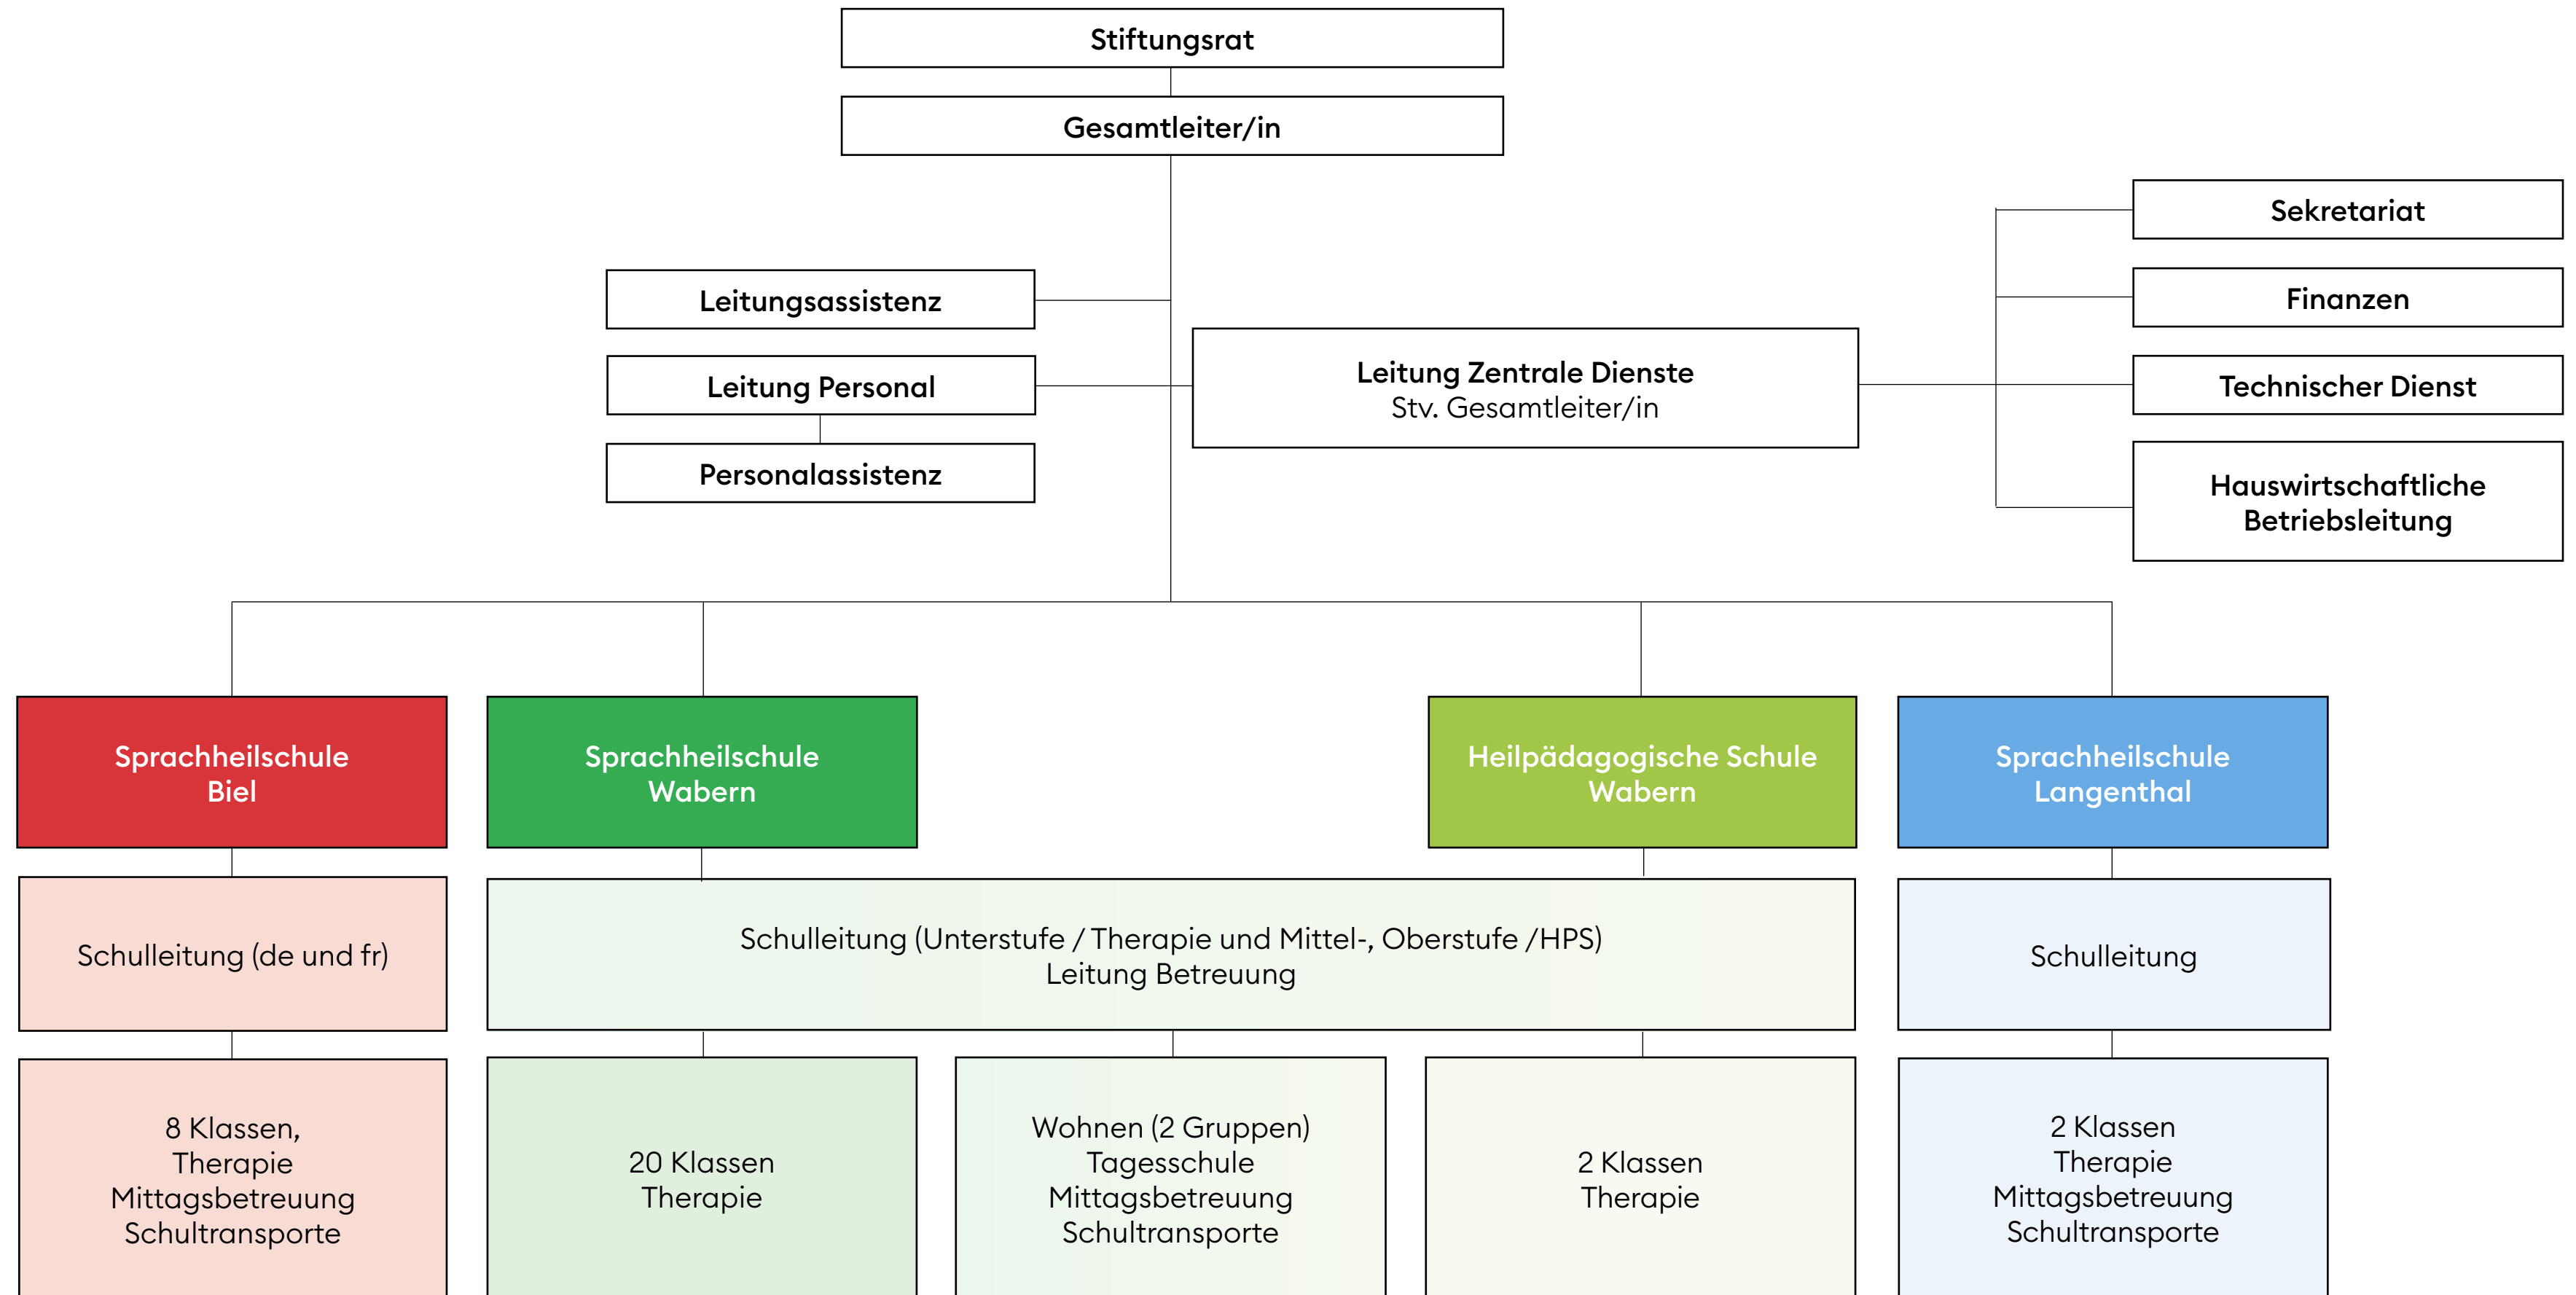 Stiftungsrat
Gesamtleiter/in
Sekretariat
Leitungsassistenz
Finanzen
Leitung Personal
Leitung Zentrale Dienste
Stv. Gesamtleiter/in
Technischer Dienst
Personalassistenz
Hauswirtschaftliche
Betriebsleitung
Sprachheilschule
Biel
Sprachheilschule
Wabern
Heilpädagogische Schule
Wabern
Sprachheilschule
Langenthal
Schulleitung (de und fr)
Schulleitung (Unterstufe / Therapie und Mittel-, Oberstufe /HPS)
Leitung Betreuung
Schulleitung
8 Klassen,
Therapie
Mittagsbetreuung
Schultransporte
20 Klassen
Therapie
Wohnen (2 Gruppen)
Tagesschule
Mittagsbetreuung
Schultransporte
2 Klassen
Therapie
2 Klassen
Therapie
Mittagsbetreuung
Schultransporte